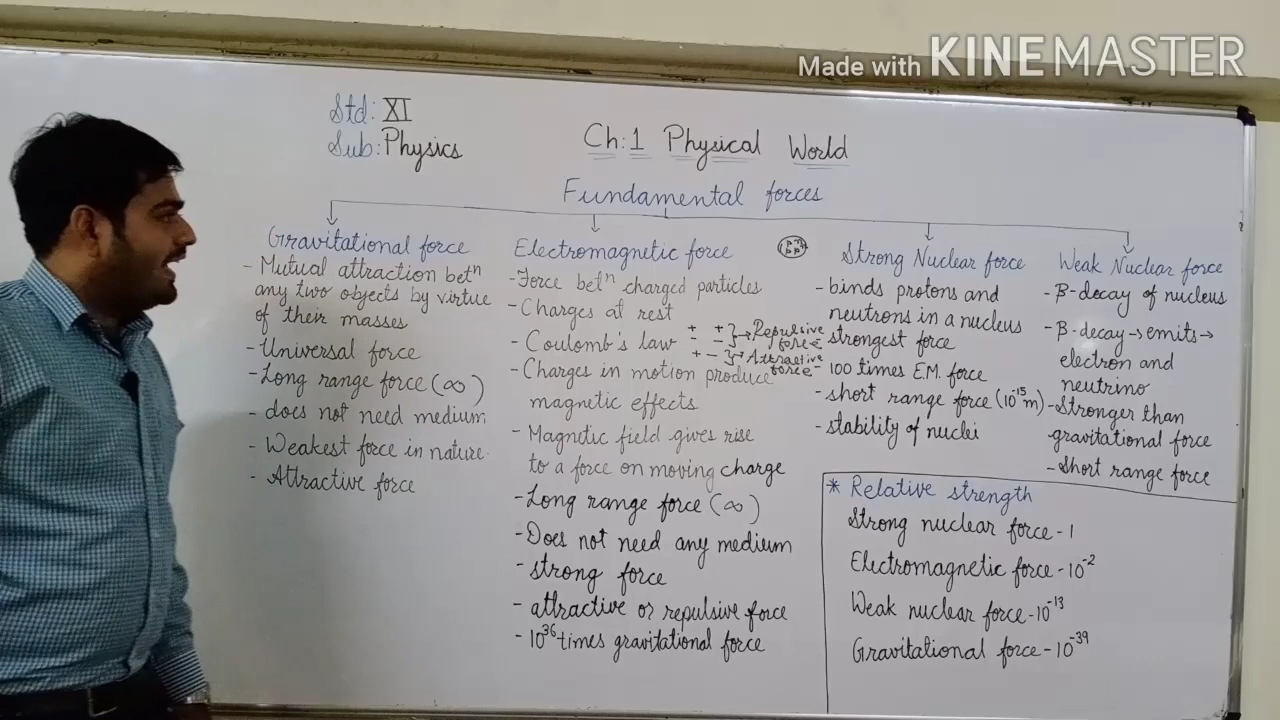 Made with KINEMASTER
Std: XI
Sub: Physics
Ch:1 Physical World
Fundamental forces
Gravitational force
- Mutual attraction betⁿ
any two objects by virtue
of their masses
- Universal force
- Long range force (∞)
- does not need medium
- Weakest force in nature.
- Attractive force
Electromagnetic force
- Force betⁿ charged particles
- Charges at rest
- Coulomb's law
+ +
- - } → Repulsive force
+ - } → Attractive force
- Charges in motion produce
magnetic effects
- Magnetic field gives rise
to a force on moving charge
- Long range force (∞)
- Does not need any medium
- strong force
- attractive or repulsive force
- 10³⁶ times gravitational force
Strong Nuclear force
- binds protons and
neutrons in a nucleus
- strongest force
- 100 times E.M. force
- short range force (10⁻¹⁵m)
- stability of nuclei
Weak Nuclear force
- β-decay of nucleus
- β-decay → emits →
electron and
neutrino
- Stronger than
gravitational force
- Short range force
* Relative strength
Strong nuclear force - 1
Electromagnetic force - 10⁻²
Weak nuclear force - 10⁻¹³
Gravitational force - 10⁻³⁹